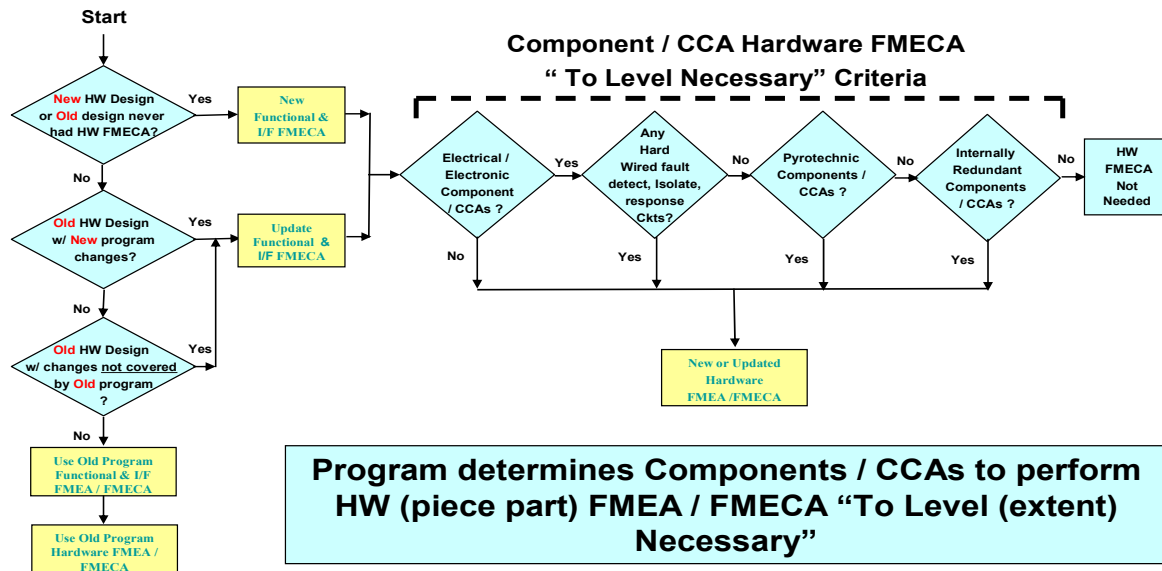 Start
Component / CCA Hardware FMECA
“ To Level Necessary” Criteria
New HW Design
or Old design never
had HW FMECA?
Yes
New
Functional &
I/F FMECA
No
Old HW Design
w/ New program
changes?
Yes
Update
Functional &
I/F FMECA
No
Old HW Design
w/ changes not covered
by Old program
?
Yes
No
Use Old Program
Functional & I/F
FMEA / FMECA
Use Old Program
Hardware FMEA /
FMECA
Electrical /
Electronic
Component
/ CCAs ?
Yes
No
Any
Hard
Wired fault
detect, Isolate,
response
Ckts?
No
Yes
Pyrotechnic
Components /
CCAs ?
No
Yes
Internally
Redundant
Components
/ CCAs ?
No
Yes
HW
FMECA
Not
Needed
New or Updated
Hardware
FMEA /FMECA
Program determines Components / CCAs to perform
HW (piece part) FMEA / FMECA “To Level (extent)
Necessary”